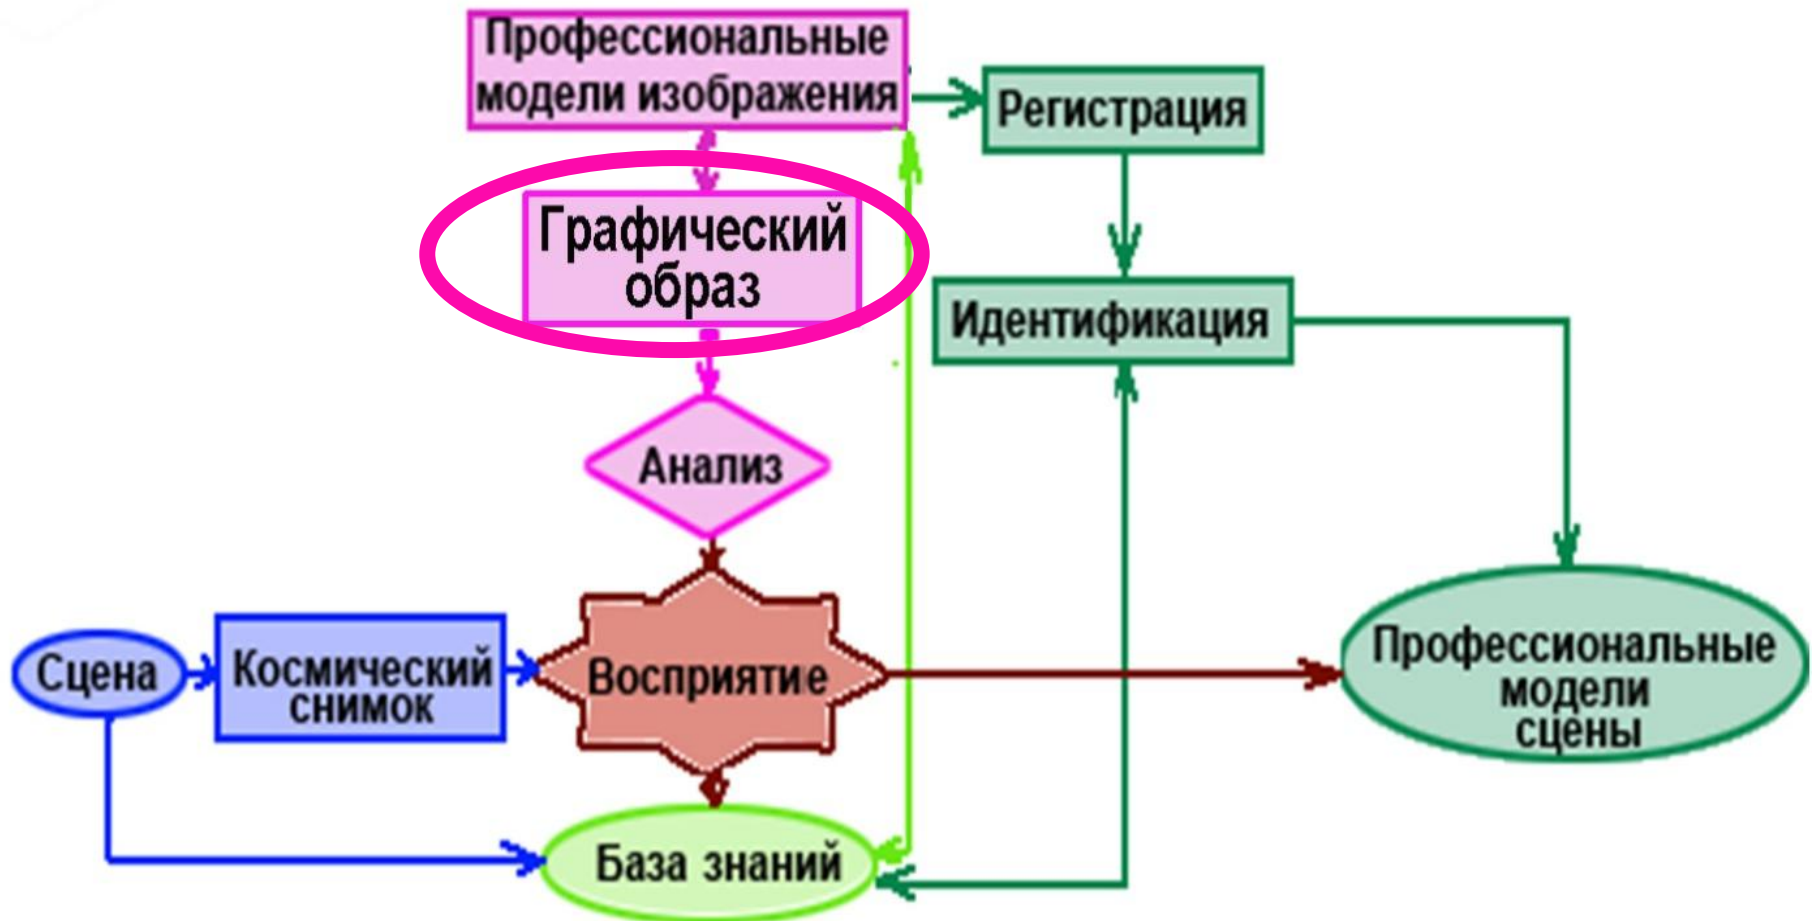 Профессиональные
модели изображения
Регистрация
Графический
образ
Идентификация
Анализ
Сцена
Космический
снимок
Восприятие
Профессиональные
модели
сцены
База знаний